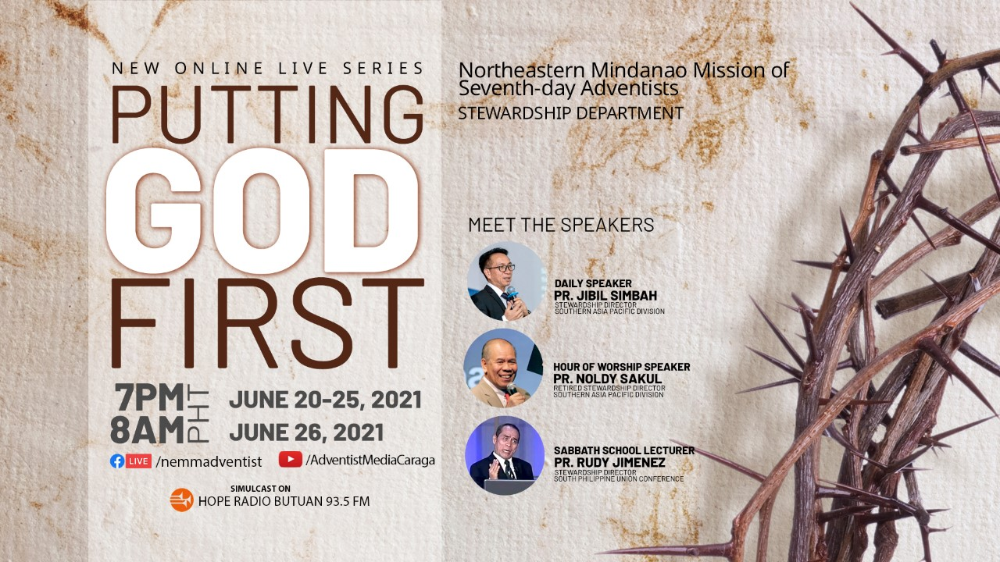 NEW ONLINE LIVE SERIES
PUTTING
GOD
FIRST
7PM
8AM
PHT
JUNE 20-25, 2021
JUNE 26, 2021
LIVE /nemmadventist
/AdventistMediaCaraga
SIMULCAST ON
HOPE RADIO BUTUAN 93.5 FM
Northeastern Mindanao Mission of
Seventh-day Adventists
STEWARDSHIP DEPARTMENT
MEET THE SPEAKERS
DAILY SPEAKER
PR. JIBIL SIMBAH
STEWARDSHIP DIRECTOR
SOUTHERN ASIA PACIFIC DIVISION
HOUR OF WORSHIP SPEAKER
PR. NOLDY SAKUL
RETIRED STEWARDSHIP DIRECTOR
SOUTHERN ASIA PACIFIC DIVISION
SABBATH SCHOOL LECTURER
PR. RUDY JIMENEZ
STEWARDSHIP DIRECTOR
SOUTH PHILIPPINE UNION CONFERENCE